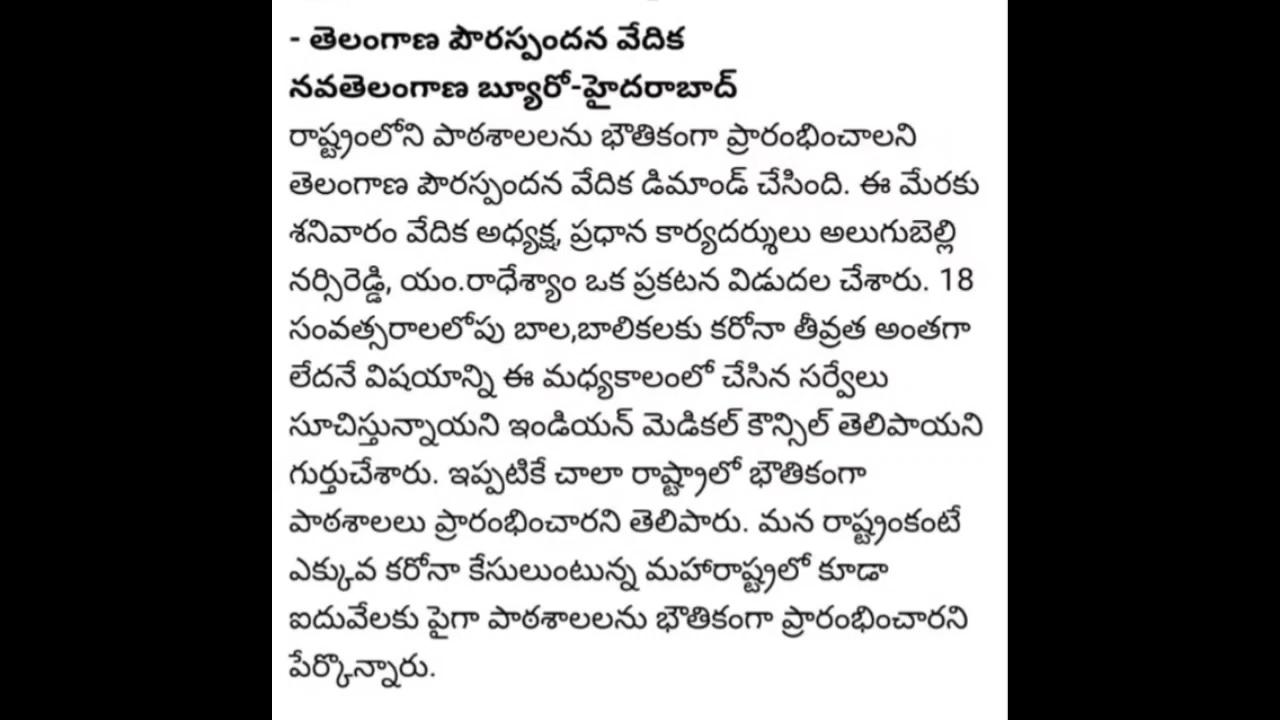 - తెలంగాణ పౌరస్పందన వేదిక
నవతెలంగాణ బ్యూరో-హైదరాబాద్
రాష్ట్రంలోని పాఠశాలలను భౌతికంగా ప్రారంభించాలని
తెలంగాణ పౌరస్పందన వేదిక డిమాండ్ చేసింది. ఈ మేరకు
శనివారం వేదిక అధ్యక్ష, ప్రధాన కార్యదర్శులు అలుగుబెల్లి
నర్సిరెడ్డి, యం.రాధేశ్యాం ఒక ప్రకటన విడుదల చేశారు. 18
సంవత్సరాలలోపు బాల,బాలికలకు కరోనా తీవ్రత అంతగా
లేదనే విషయాన్ని ఈ మధ్యకాలంలో చేసిన సర్వేలు
సూచిస్తున్నాయని ఇండియన్ మెడికల్ కౌన్సిల్ తెలిపాయని
గుర్తుచేశారు. ఇప్పటికే చాలా రాష్ట్రాలో భౌతికంగా
పాఠశాలలు ప్రారంభించారని తెలిపారు. మన రాష్ట్రంకంటే
ఎక్కువ కరోనా కేసులుంటున్న మహారాష్ట్రలో కూడా
ఐదువేలకు పైగా పాఠశాలలను భౌతికంగా ప్రారంభించారని
పేర్కొన్నారు.